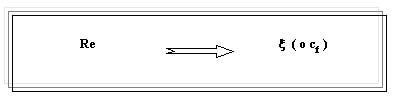 Re ξ ( o c_f )